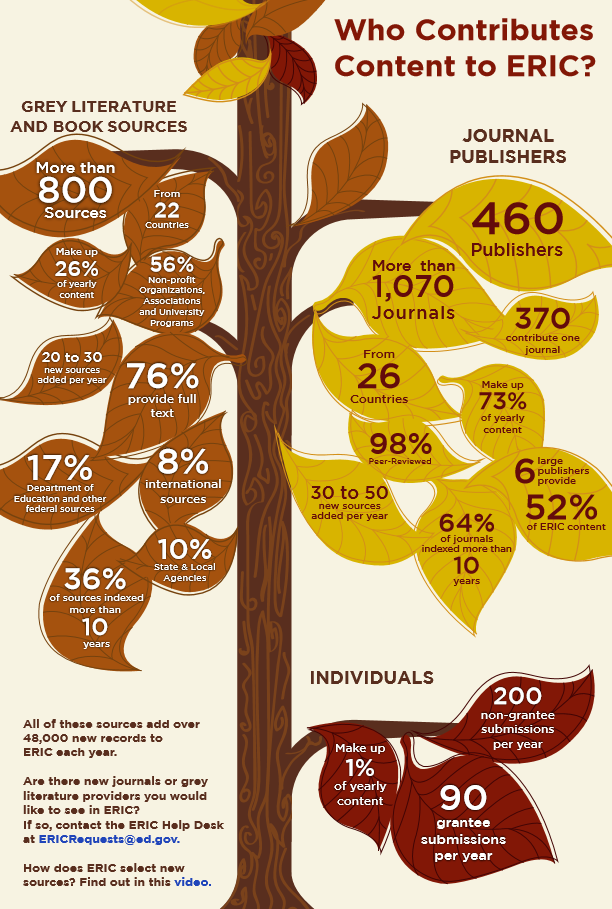 Who Contributes
Content to ERIC?
GREY LITERATURE
AND BOOK SOURCES
More than
800
Sources
From
22
Countries
Make up
26%
of yearly
content
56%
Non-profit
Organizations,
Associations
and University
Programs
20 to 30
new sources
added per year
76%
provide full
text
17%
Department of
Education and other
federal sources
8%
international
sources
10%
State & Local
Agencies
36%
of sources indexed
more than
10
years
JOURNAL
PUBLISHERS
460
Publishers
More than
1,070
Journals
370
contribute one
journal
From
26
Countries
Make up
73%
of yearly
content
98%
Peer-Reviewed
6 large
publishers
provide
52%
of ERIC content
30 to 50
new sources
added per year
64%
of journals
indexed more than
10
years
INDIVIDUALS
200
non-grantee
submissions
per year
Make up
1%
of yearly
content
90
grantee
submissions
per year
All of these sources add over
48,000 new records to
ERIC each year.
Are there new journals or grey
literature providers you would
like to see in ERIC?
If so, contact the ERIC Help Desk
at ERICRequests@ed.gov.
How does ERIC select new
sources? Find out in this video.